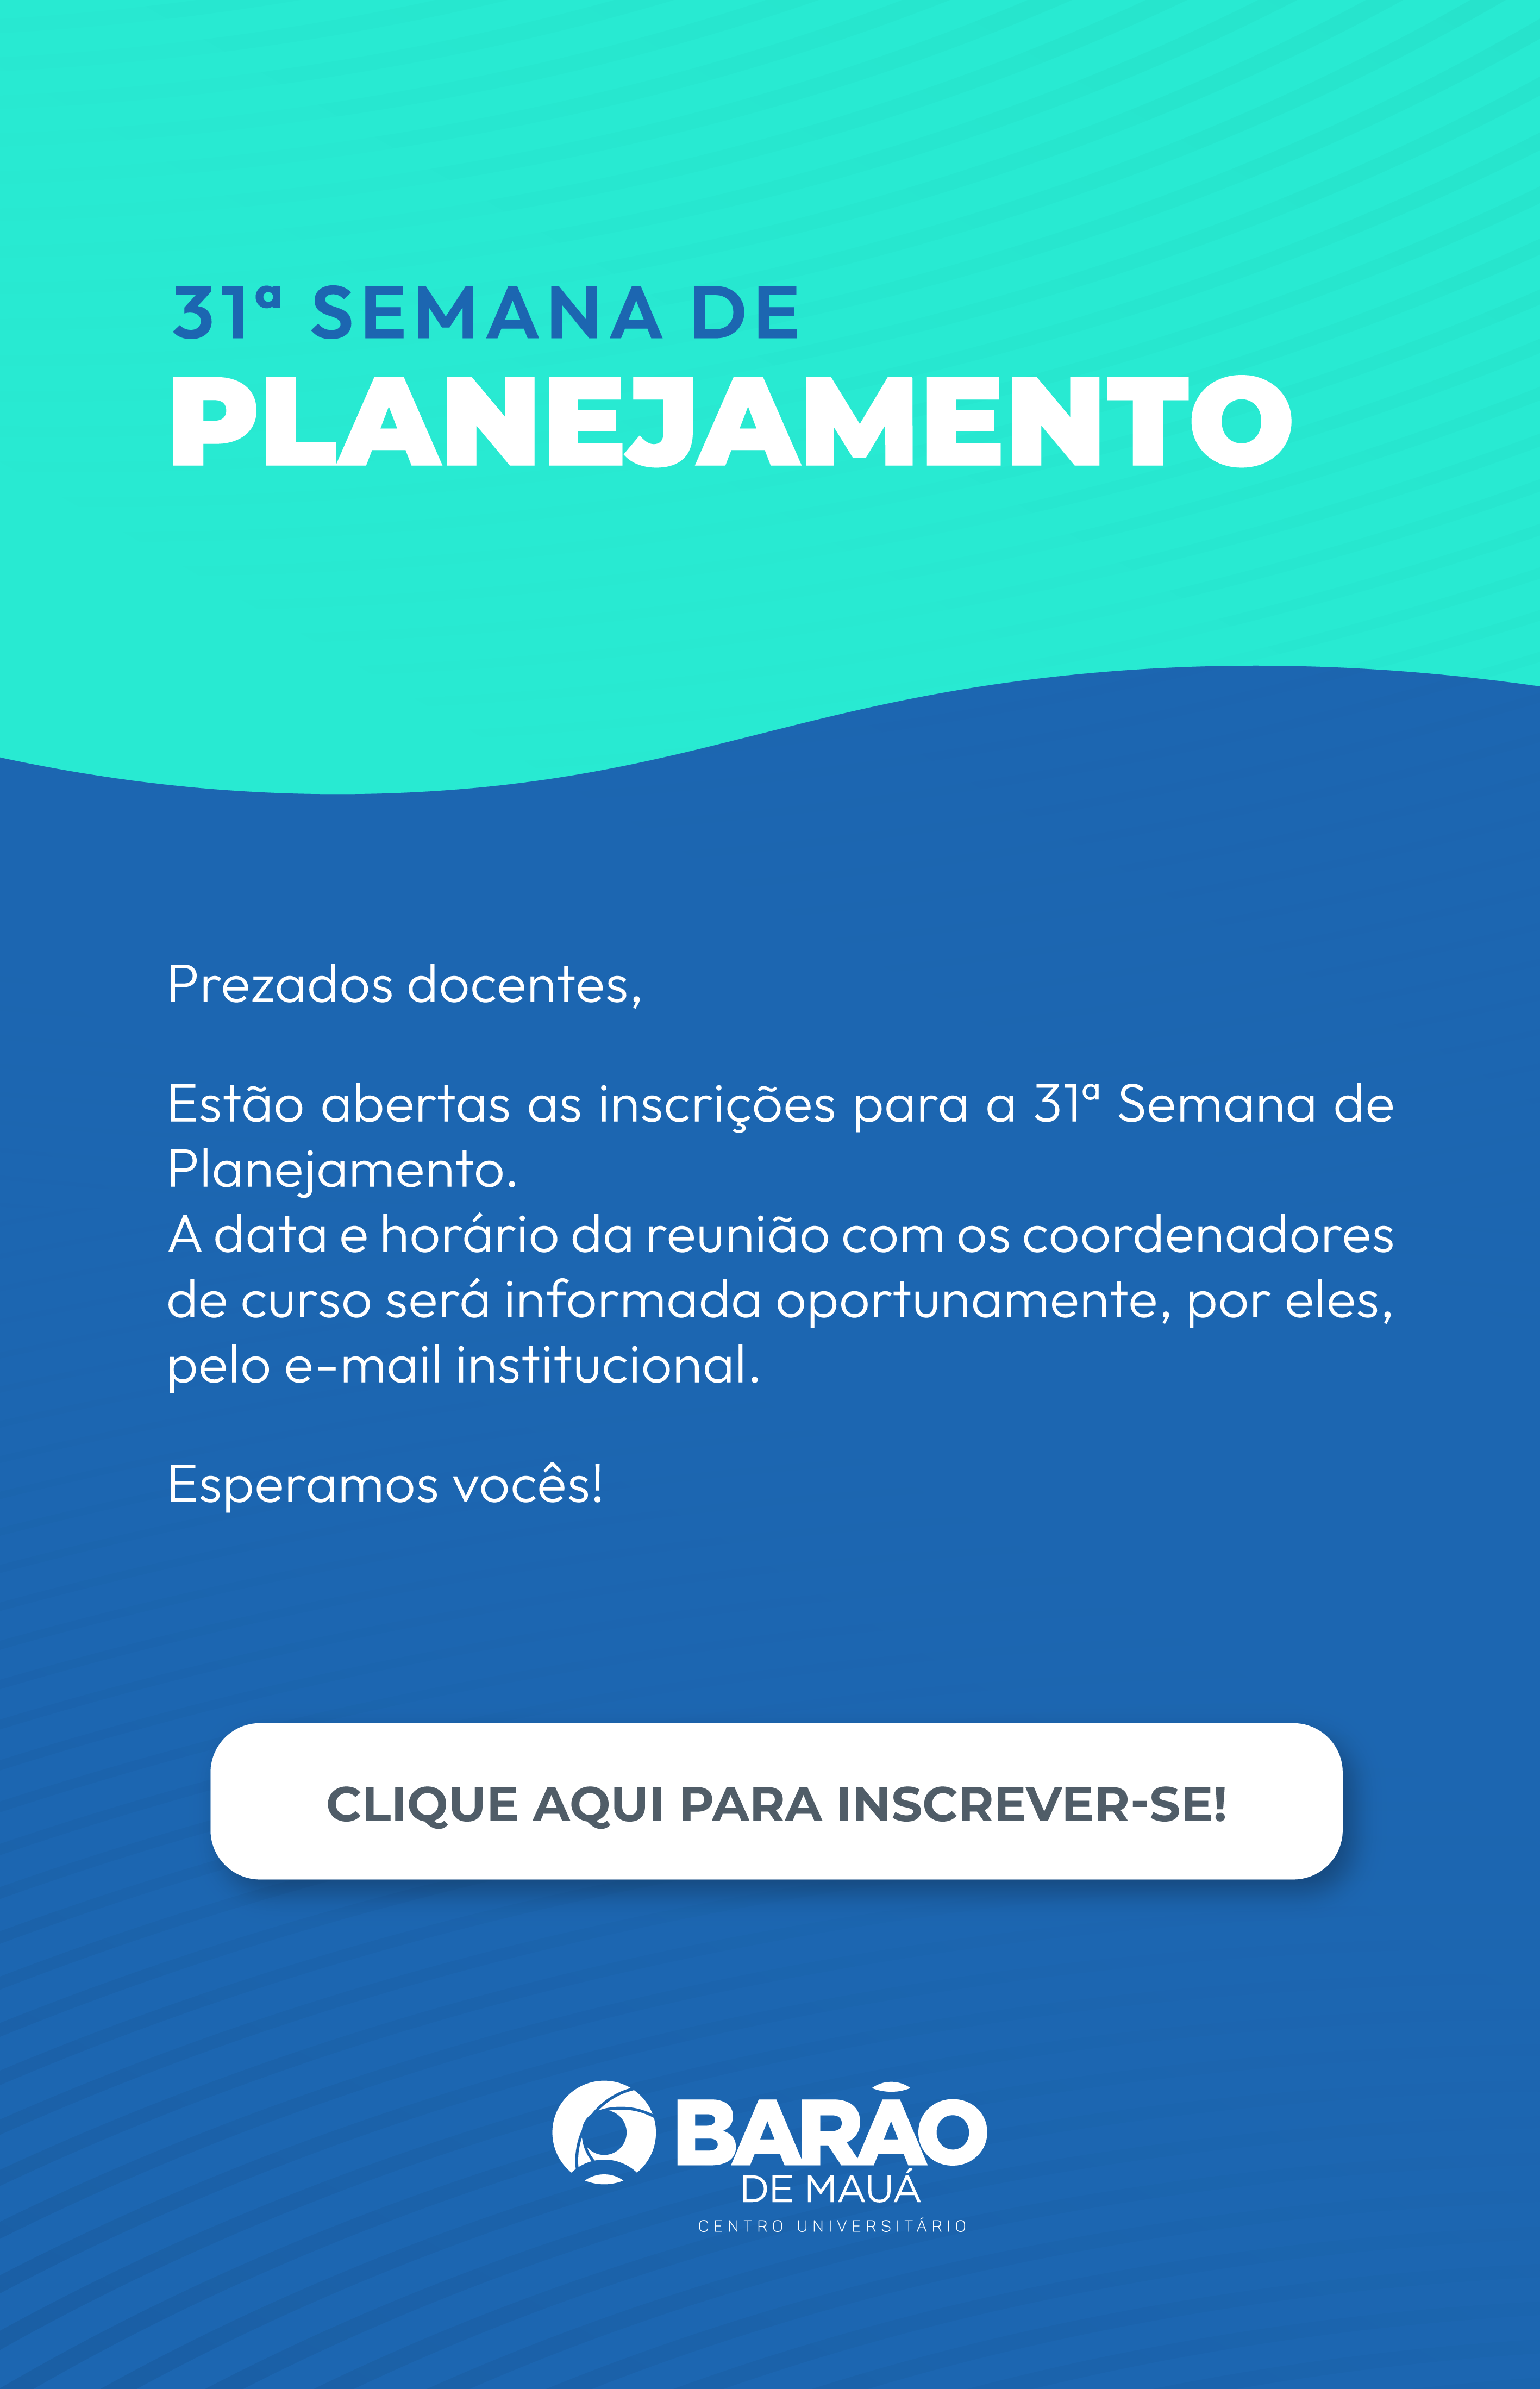 31ª SEMANA DE
PLANEJAMENTO
Prezados docentes,
Estão abertas as inscrições para a 31ª Semana de
Planejamento.
A data e horário da reunião com os coordenadores
de curso será informada oportunamente, por eles,
pelo e-mail institucional.
Esperamos vocês!
CLIQUE AQUI PARA INSCREVER-SE!
BARÃO
DE MAUÁ
CENTRO UNIVERSITÁRIO